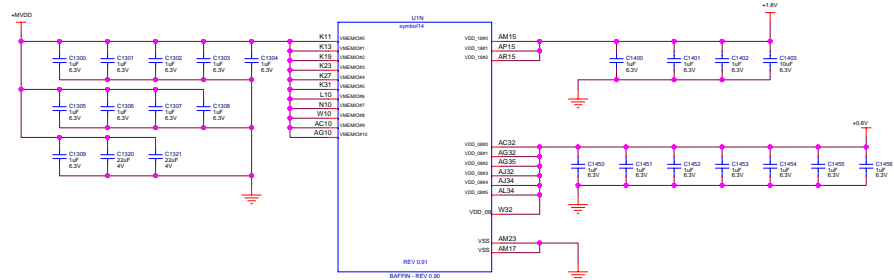 +MVDD
U1N
symbol14
+1.8V
K11 VMEMIO#0
K13 VMEMIO#1
K19 VMEMIO#2
K23 VMEMIO#3
K27 VMEMIO#4
K31 VMEMIO#5
L10 VMEMIO#6
N10 VMEMIO#7
W10 VMEMIO#8
AC10 VMEMIO#9
AG10 VMEMIO#10
VDD_18#0 AM15
VDD_18#1 AP15
VDD_18#2 AR15
C1300
1uF
6.3V
C1301
1uF
6.3V
C1302
1uF
6.3V
C1303
1uF
6.3V
C1304
1uF
6.3V
C1400
1uF
6.3V
C1401
1uF
6.3V
C1402
1uF
6.3V
C1403
10uF
6.3V
C1305
1uF
6.3V
C1306
1uF
6.3V
C1307
1uF
6.3V
C1308
1uF
6.3V
+0.8V
C1309
1uF
6.3V
C1320
22uF
4V
C1321
22uF
4V
VDD_08#0 AC32
VDD_08#1 AG32
VDD_08#2 AG35
VDD_08#3 AJ32
VDD_08#4 AJ34
VDD_08#5 AL34
VDD_08 W32
C1450
1uF
6.3V
C1451
1uF
6.3V
C1452
1uF
6.3V
C1453
1uF
6.3V
C1454
1uF
6.3V
C1455
1uF
6.3V
C1456
1uF
6.3V
VSS AM23
VSS AM17
REV 0.91
BAFFIN - REV 0.90